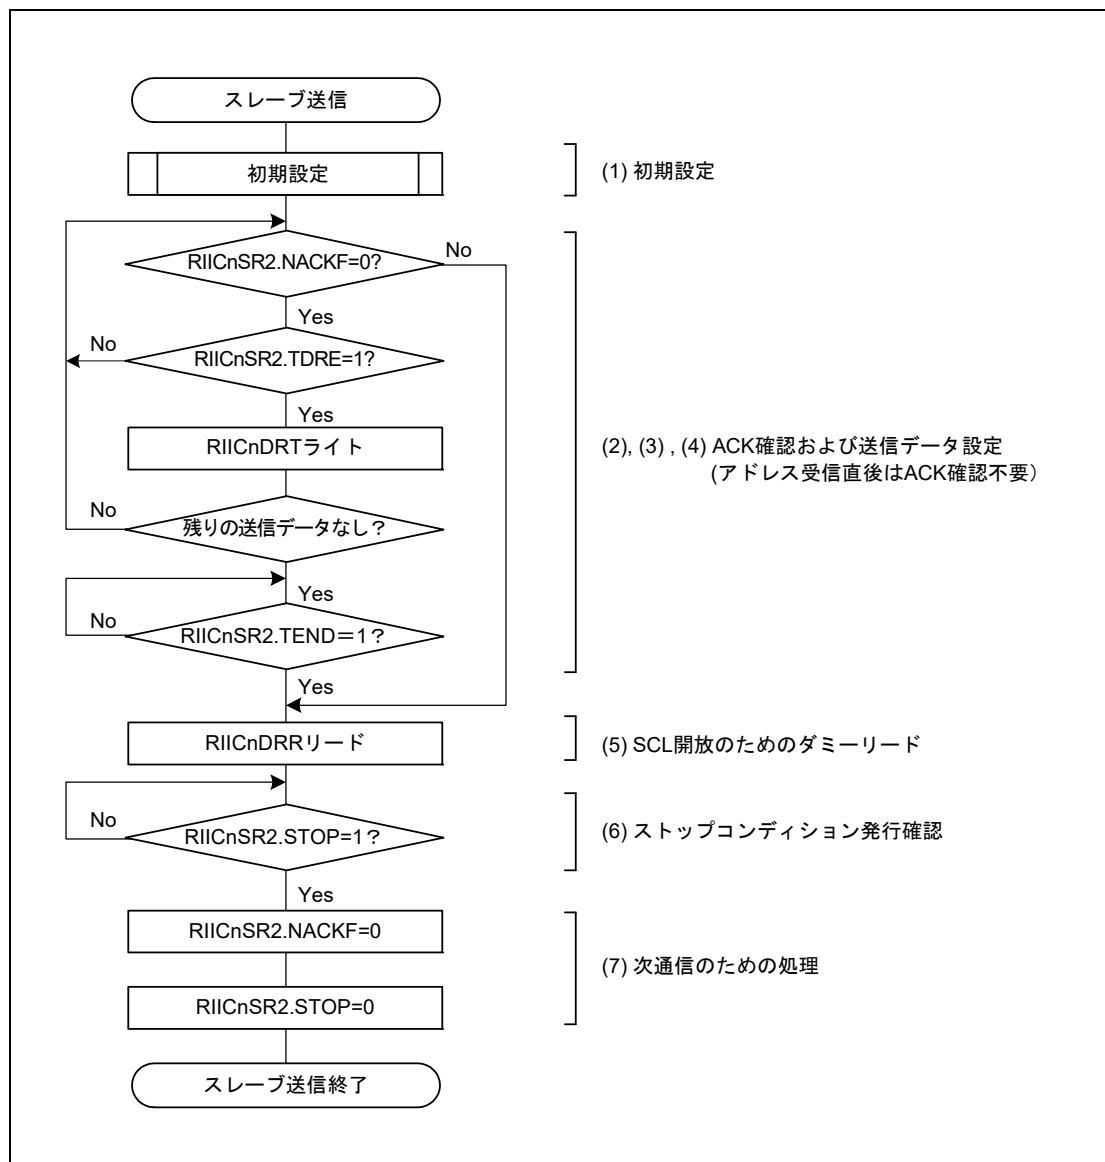 スレーブ送信
初期設定
(1) 初期設定
RIICnSR2.NACKF=0?
No
Yes
No
RIICnSR2.TDRE=1?
Yes
RIICnDRTライト
(2), (3) , (4) ACK確認および送信データ設定
(アドレス受信直後はACK確認不要）
No
残りの送信データなし？
Yes
No
RIICnSR2.TEND＝1？
Yes
RIICnDRRリード
(5) SCL開放のためのダミーリード
No
RIICnSR2.STOP=1？
(6) ストップコンディション発行確認
Yes
RIICnSR2.NACKF=0
(7) 次通信のための処理
RIICnSR2.STOP=0
スレーブ送信終了